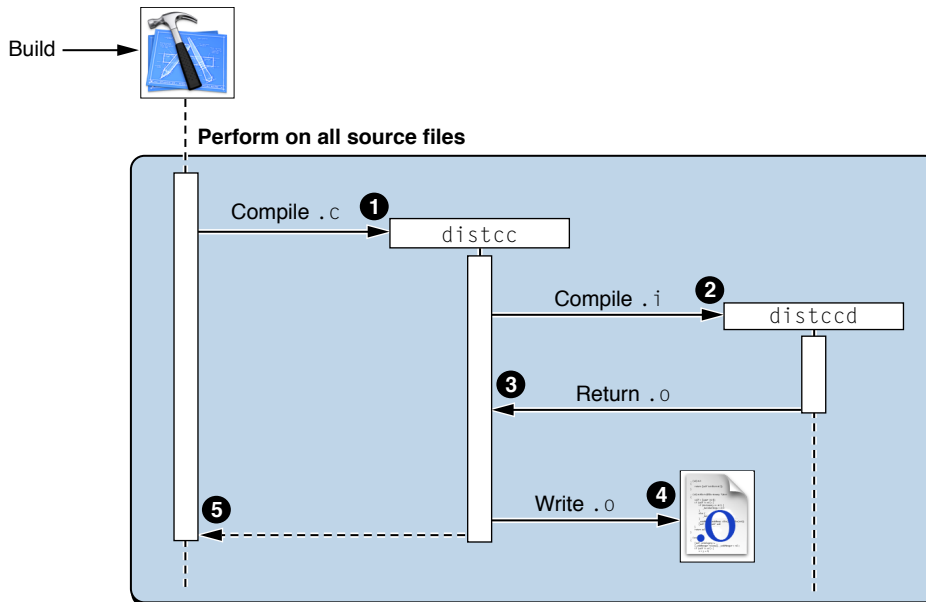 Build
Perform on all source files
Compile .c
1
distcc
Compile .i
2
distccd
3
Return .o
Write .o
4
.O
5